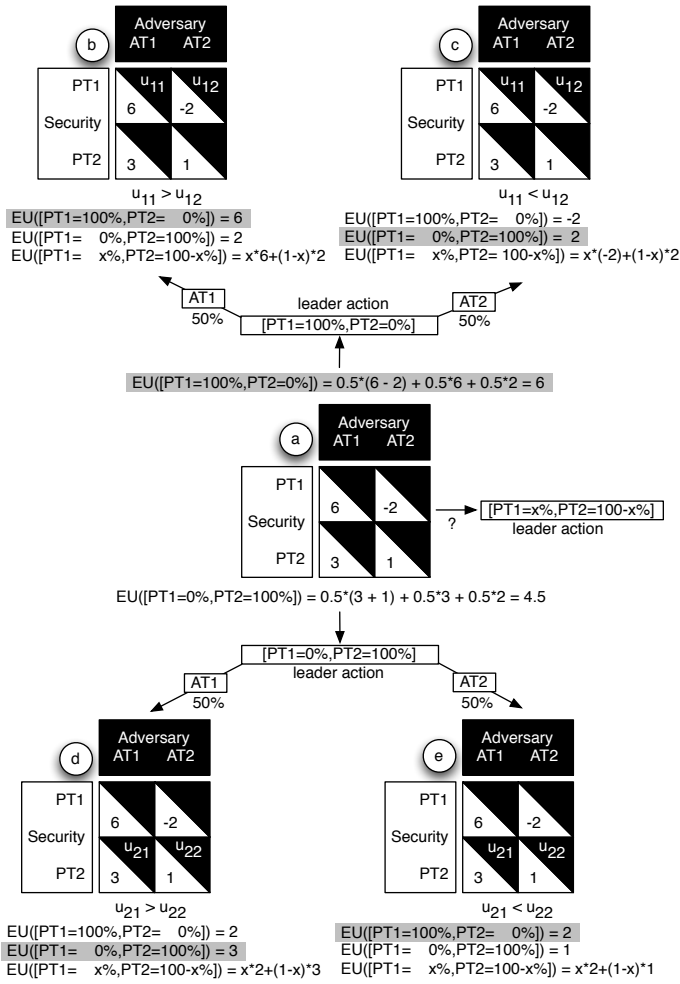 b
Adversary
AT1 AT2
PT1
Security
PT2
u11 u12
6 -2
3 1
u11 > u12
EU([PT1=100%,PT2= 0%]) = 6
EU([PT1= 0%,PT2=100%]) = 2
EU([PT1= x%,PT2=100-x%]) = x*6+(1-x)*2
c
Adversary
AT1 AT2
PT1
Security
PT2
u11 u12
6 -2
3 1
u11 < u12
EU([PT1=100%,PT2= 0%]) = -2
EU([PT1= 0%,PT2=100%]) = 2
EU([PT1= x%,PT2= 100-x%]) = x*(-2)+(1-x)*2
AT1
50%
leader action
[PT1=100%,PT2=0%]
AT2
50%
EU([PT1=100%,PT2=0%]) = 0.5*(6 - 2) + 0.5*6 + 0.5*2 = 6
a
Adversary
AT1 AT2
PT1
Security
PT2
6 -2
3 1
?
[PT1=x%,PT2=100-x%]
leader action
EU([PT1=0%,PT2=100%]) = 0.5*(3 + 1) + 0.5*3 + 0.5*2 = 4.5
[PT1=0%,PT2=100%]
leader action
AT1
50%
AT2
50%
d
Adversary
AT1 AT2
PT1
Security
PT2
6 -2
u21 u22
3 1
u21 > u22
EU([PT1=100%,PT2= 0%]) = 2
EU([PT1= 0%,PT2=100%]) = 3
EU([PT1= x%,PT2=100-x%]) = x*2+(1-x)*3
e
Adversary
AT1 AT2
PT1
Security
PT2
6 -2
u21 u22
3 1
u21 < u22
EU([PT1=100%,PT2= 0%]) = 2
EU([PT1= 0%,PT2=100%]) = 1
EU([PT1= x%,PT2=100-x%]) = x*2+(1-x)*1